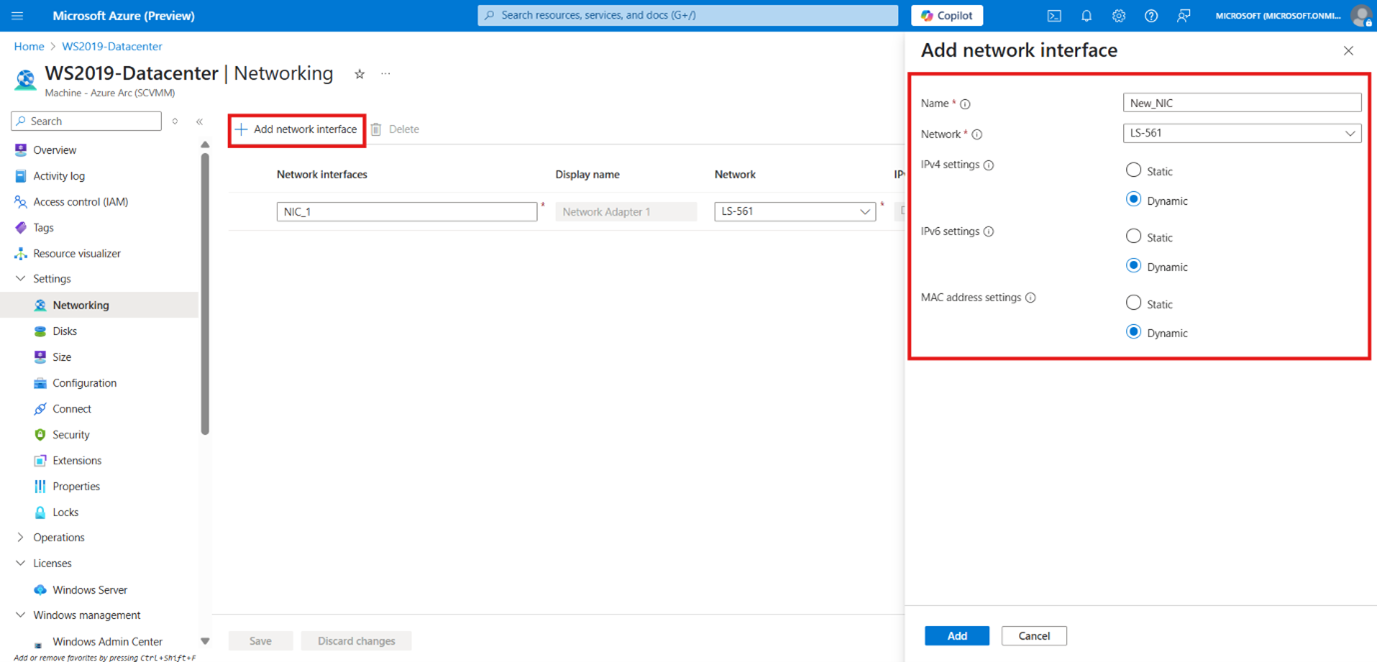 Microsoft Azure (Preview)
Search resources, services, and docs (G+/)
Copilot
MICROSOFT (MICROSOFT.ONMI...
Home > WS2019-Datacenter
WS2019-Datacenter | Networking
Machine - Azure Arc (SCVMM)
Search
Overview
Activity log
Access control (IAM)
Tags
Resource visualizer
Settings
Networking
Disks
Size
Configuration
Connect
Security
Extensions
Properties
Locks
Operations
Licenses
Windows Server
Windows management
Windows Admin Center
Add or remove favorites by pressing Ctrl+Shift+F
Add network interface
Delete
Network interfaces Display name Network
NIC_1 * Network Adapter 1 LS-561 *
Save Discard changes
Add network interface
Name * New_NIC
Network * LS-561
IPv4 settings
Static
Dynamic
IPv6 settings
Static
Dynamic
MAC address settings
Static
Dynamic
Add Cancel